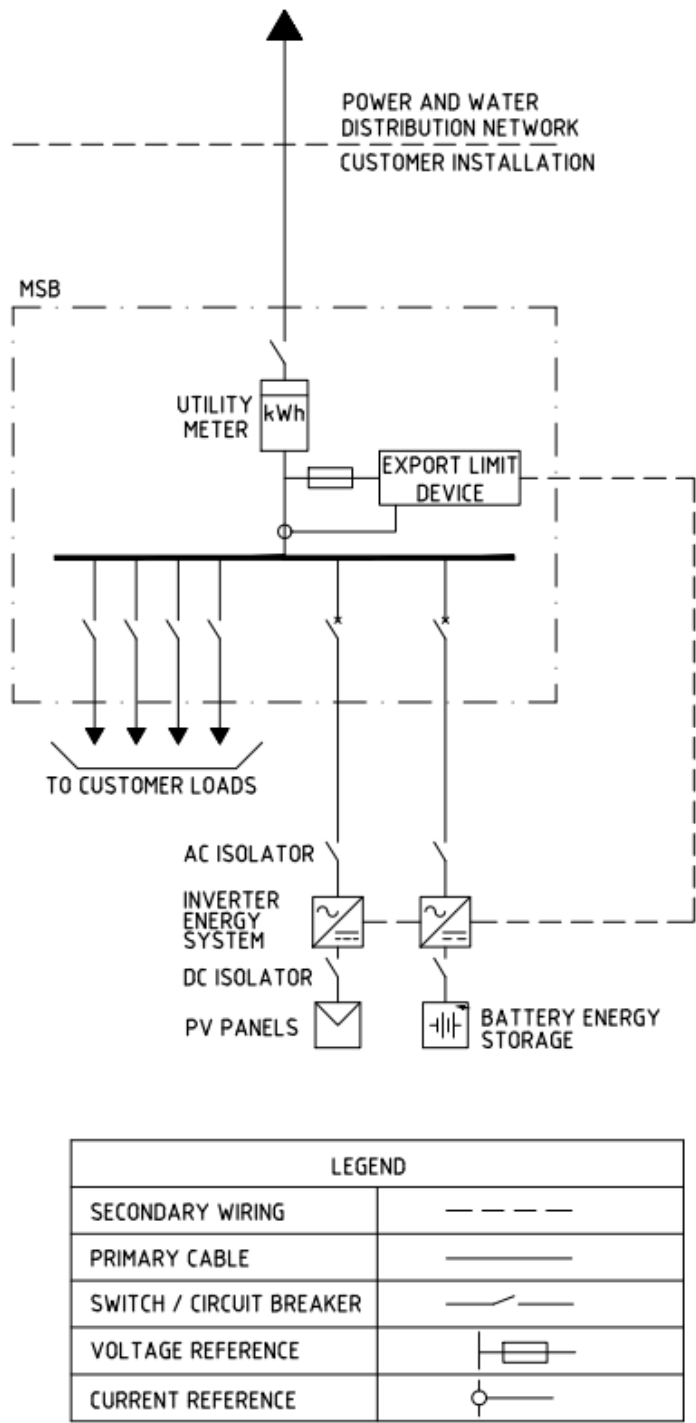 POWER AND WATER
DISTRIBUTION NETWORK
CUSTOMER INSTALLATION
MSB
UTILITY
METER
kWh
EXPORT LIMIT
DEVICE
TO CUSTOMER LOADS
AC ISOLATOR
INVERTER
ENERGY
SYSTEM
DC ISOLATOR
PV PANELS
BATTERY ENERGY
STORAGE
LEGEND
SECONDARY WIRING
PRIMARY CABLE
SWITCH / CIRCUIT BREAKER
VOLTAGE REFERENCE
CURRENT REFERENCE